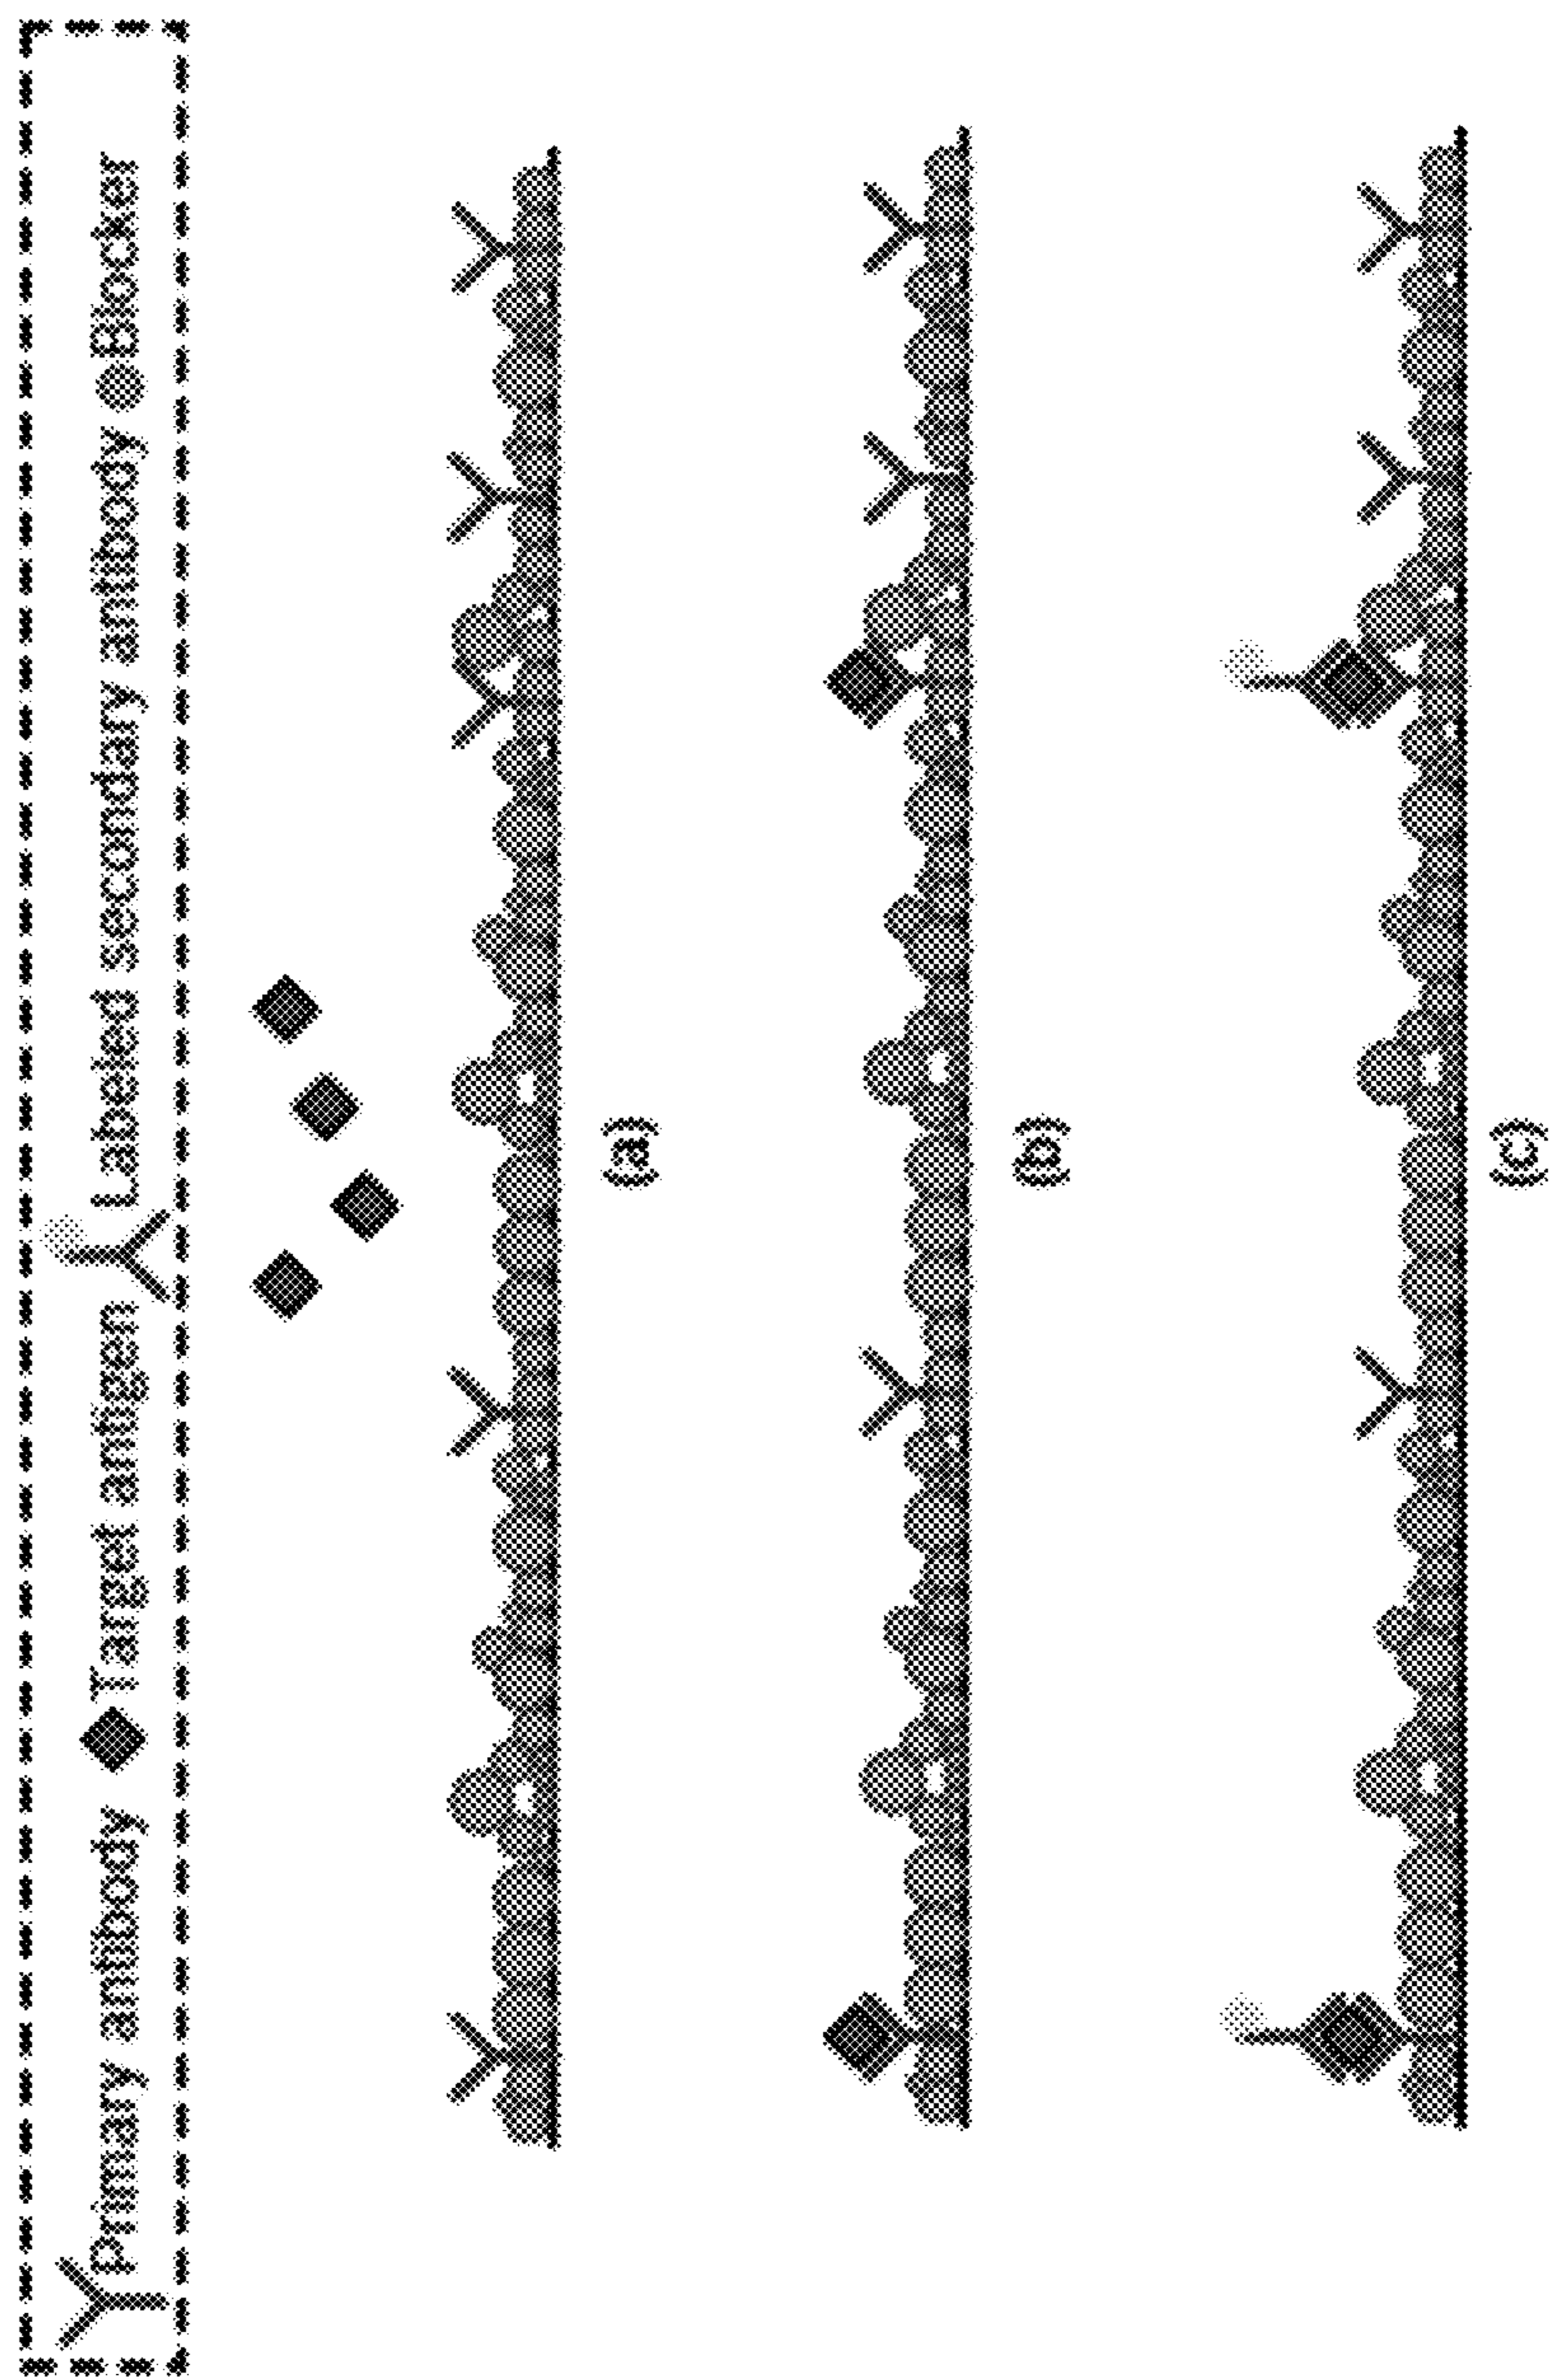 Primary antibody Target antigen Labeled secondary antibody Blocker
(a)
(b)
(c)